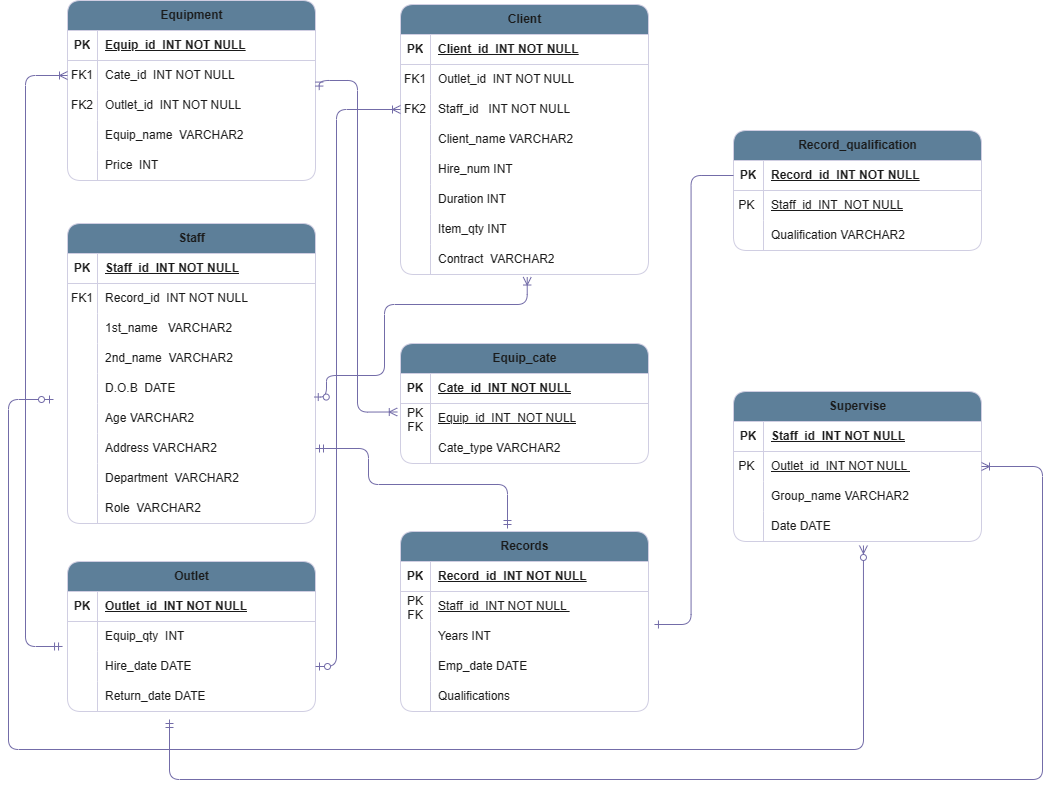 Equipment
PK Equip_id INT NOT NULL
FK1 Cate_id INT NOT NULL
FK2 Outlet_id INT NOT NULL
Equip_name VARCHAR2
Price INT
Client
PK Client_id INT NOT NULL
FK1 Outlet_id INT NOT NULL
FK2 Staff_id INT NOT NULL
Client_name VARCHAR2
Hire_num INT
Duration INT
Item_qty INT
Contract VARCHAR2
Record_qualification
PK Record_id INT NOT NULL
PK Staff_id INT NOT NULL
Qualification VARCHAR2
Staff
PK Staff_id INT NOT NULL
FK1 Record_id INT NOT NULL
1st_name VARCHAR2
2nd_name VARCHAR2
D.O.B DATE
Age VARCHAR2
Address VARCHAR2
Department VARCHAR2
Role VARCHAR2
Equip_cate
PK Cate_id INT NOT NULL
PK FK Equip_id INT NOT NULL
Cate_type VARCHAR2
Supervise
PK Staff_id INT NOT NULL
PK Outlet_id INT NOT NULL
Group_name VARCHAR2
Date DATE
Outlet
PK Outlet_id INT NOT NULL
Equip_qty INT
Hire_date DATE
Return_date DATE
Records
PK Record_id INT NOT NULL
PK FK Staff_id INT NOT NULL
Years INT
Emp_date DATE
Qualifications